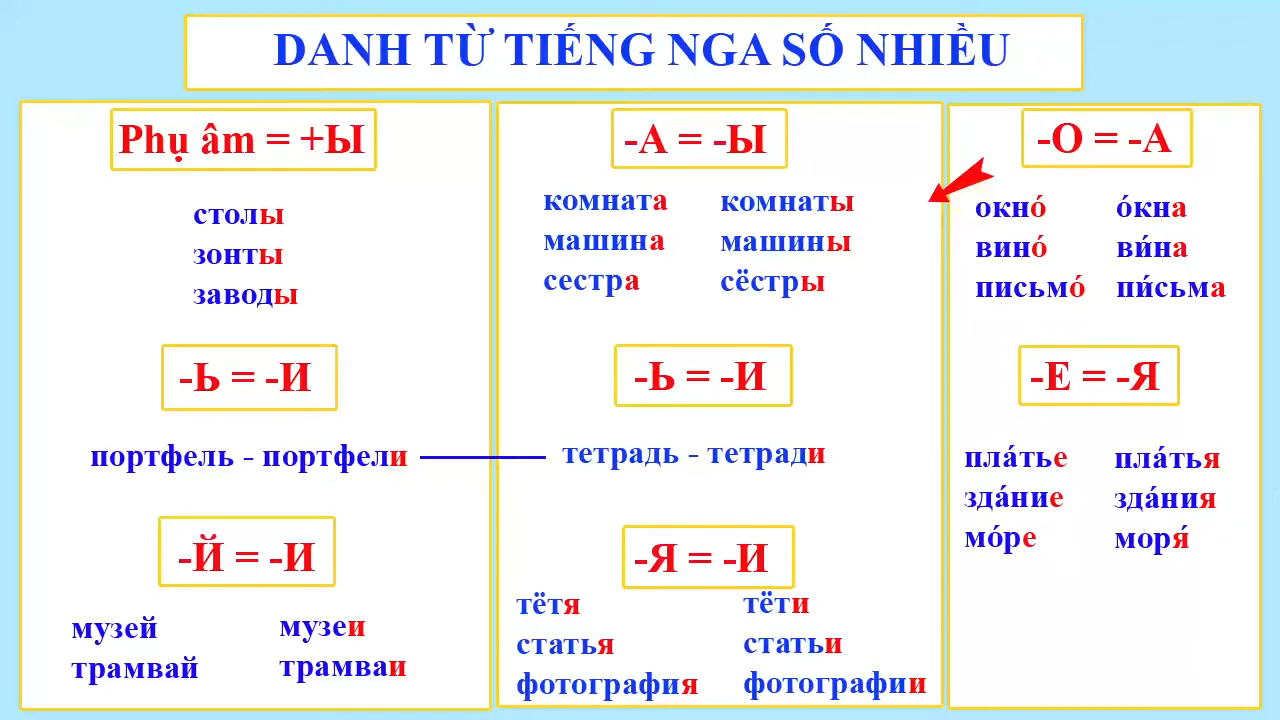 DANH TỪ TIẾNG NGA SỐ NHIỀU
Phụ âm = +Ы
столы
зонты
заводы
-Ь = -И
портфель - портфели
-Й = -И
музей музеи
трамвай трамваи
-А = -Ы
комната комнаты
машина машины
сестра сёстры
-Ь = -И
тетрадь - тетради
-Я = -И
тётя тёти
статья статьи
фотография фотографии
-О = -А
окно́ о́кна
вино́ ви́на
письмо́ пи́сьма
-Е = -Я
пла́тье пла́тья
зда́ние зда́ния
мо́ре моря́